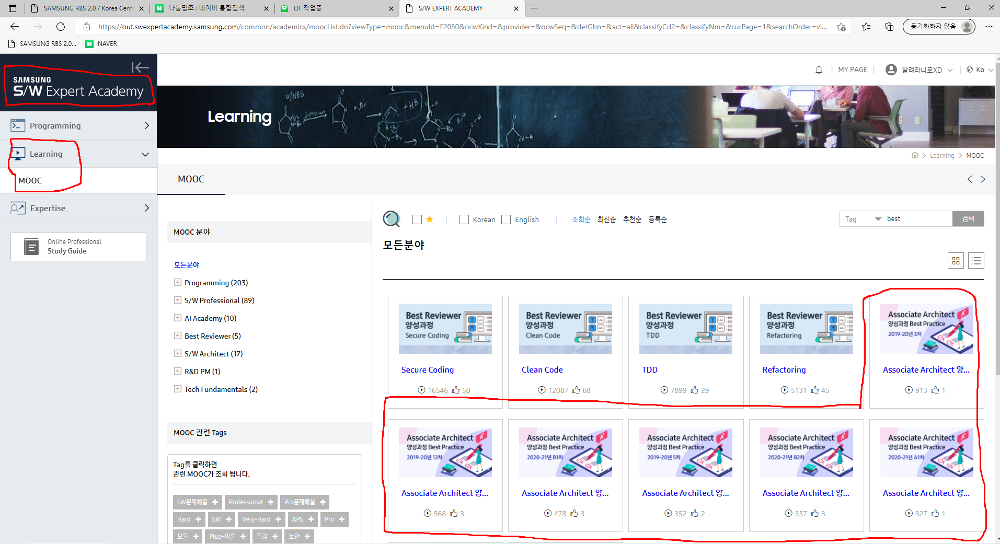 SAMSUNG RBS 2.0 / Korea Cent
나눔명조 : 네이버 통합검색
OT 작업중
S/W EXPERT ACADEMY
https://out.swexpertacademy.samsung.com/common/academics/moocList.do?viewType=mooc&menuId=F2030&ocwKind=&provider=&ocwSeq=&detGbn=&act=all&classifyCd2=&classifyNm=&curPage=1&searchOrder=vi...
동기화하지 않음
SAMSUNG RBS 2.0...
NAVER
SAMSUNG
S/W Expert Academy
MY PAGE
달려라니로XD
Ko
Programming
Learning
MOOC
Expertise
Online Professional
Study Guide
Learning
W/NBS
Learning > MOOC
MOOC
MOOC 분야
모든분야
Programming (203)
S/W Professional (89)
AI Academy (10)
Best Reviewer (5)
S/W Architect (17)
R&D PM (1)
Tech Fundamentals (2)
MOOC 관련 Tags
Tag를 클릭하면
관련 MOOC가 조회 됩니다.
SW문제해결 +
Professional +
Pro문제해설 +
Hard +
SW +
Very-Hard +
APS +
Pro +
모듈 +
Plus+이론 +
특강 +
보안 +
Korean
English
조회순
최신순
추천순
등록순
Tag
best
검색
모든분야
Best Reviewer
양성과정
Secure Coding
Secure Coding
16546 50
Best Reviewer
양성과정
Clean Code
Clean Code
12087 68
Best Reviewer
양성과정
TDD
TDD
7899 29
Best Reviewer
양성과정
Refactoring
Refactoring
5131 45
Associate Architect
양성과정 Best Practice
2019-20년 3차
Associate Architect 양...
913 1
Associate Architect
양성과정 Best Practice
2019-20년 12차
Associate Architect 양...
568 3
Associate Architect
양성과정 Best Practice
2020-21년 B1차
Associate Architect 양...
478 3
Associate Architect
양성과정 Best Practice
2019-20년 5차
Associate Architect 양...
352 2
Associate Architect
양성과정 Best Practice
2020-21년 B2차
Associate Architect 양...
337 3
Associate Architect
양성과정 Best Practice
2020-21년 A1차
Associate Architect 양...
327 1